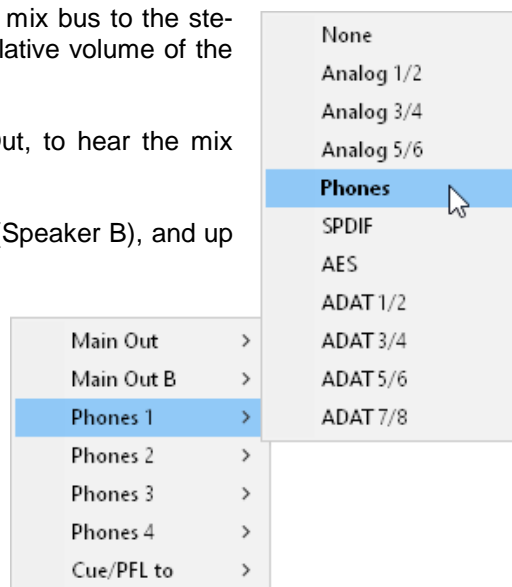 mix bus to the ste-
lative volume of the
ut, to hear the mix
(Speaker B), and up
Main Out
Main Out B
Phones 1
Phones 2
Phones 3
Phones 4
Cue/PFL to
None
Analog 1/2
Analog 3/4
Analog 5/6
Phones
SPDIF
AES
ADAT 1/2
ADAT 3/4
ADAT 5/6
ADAT 7/8